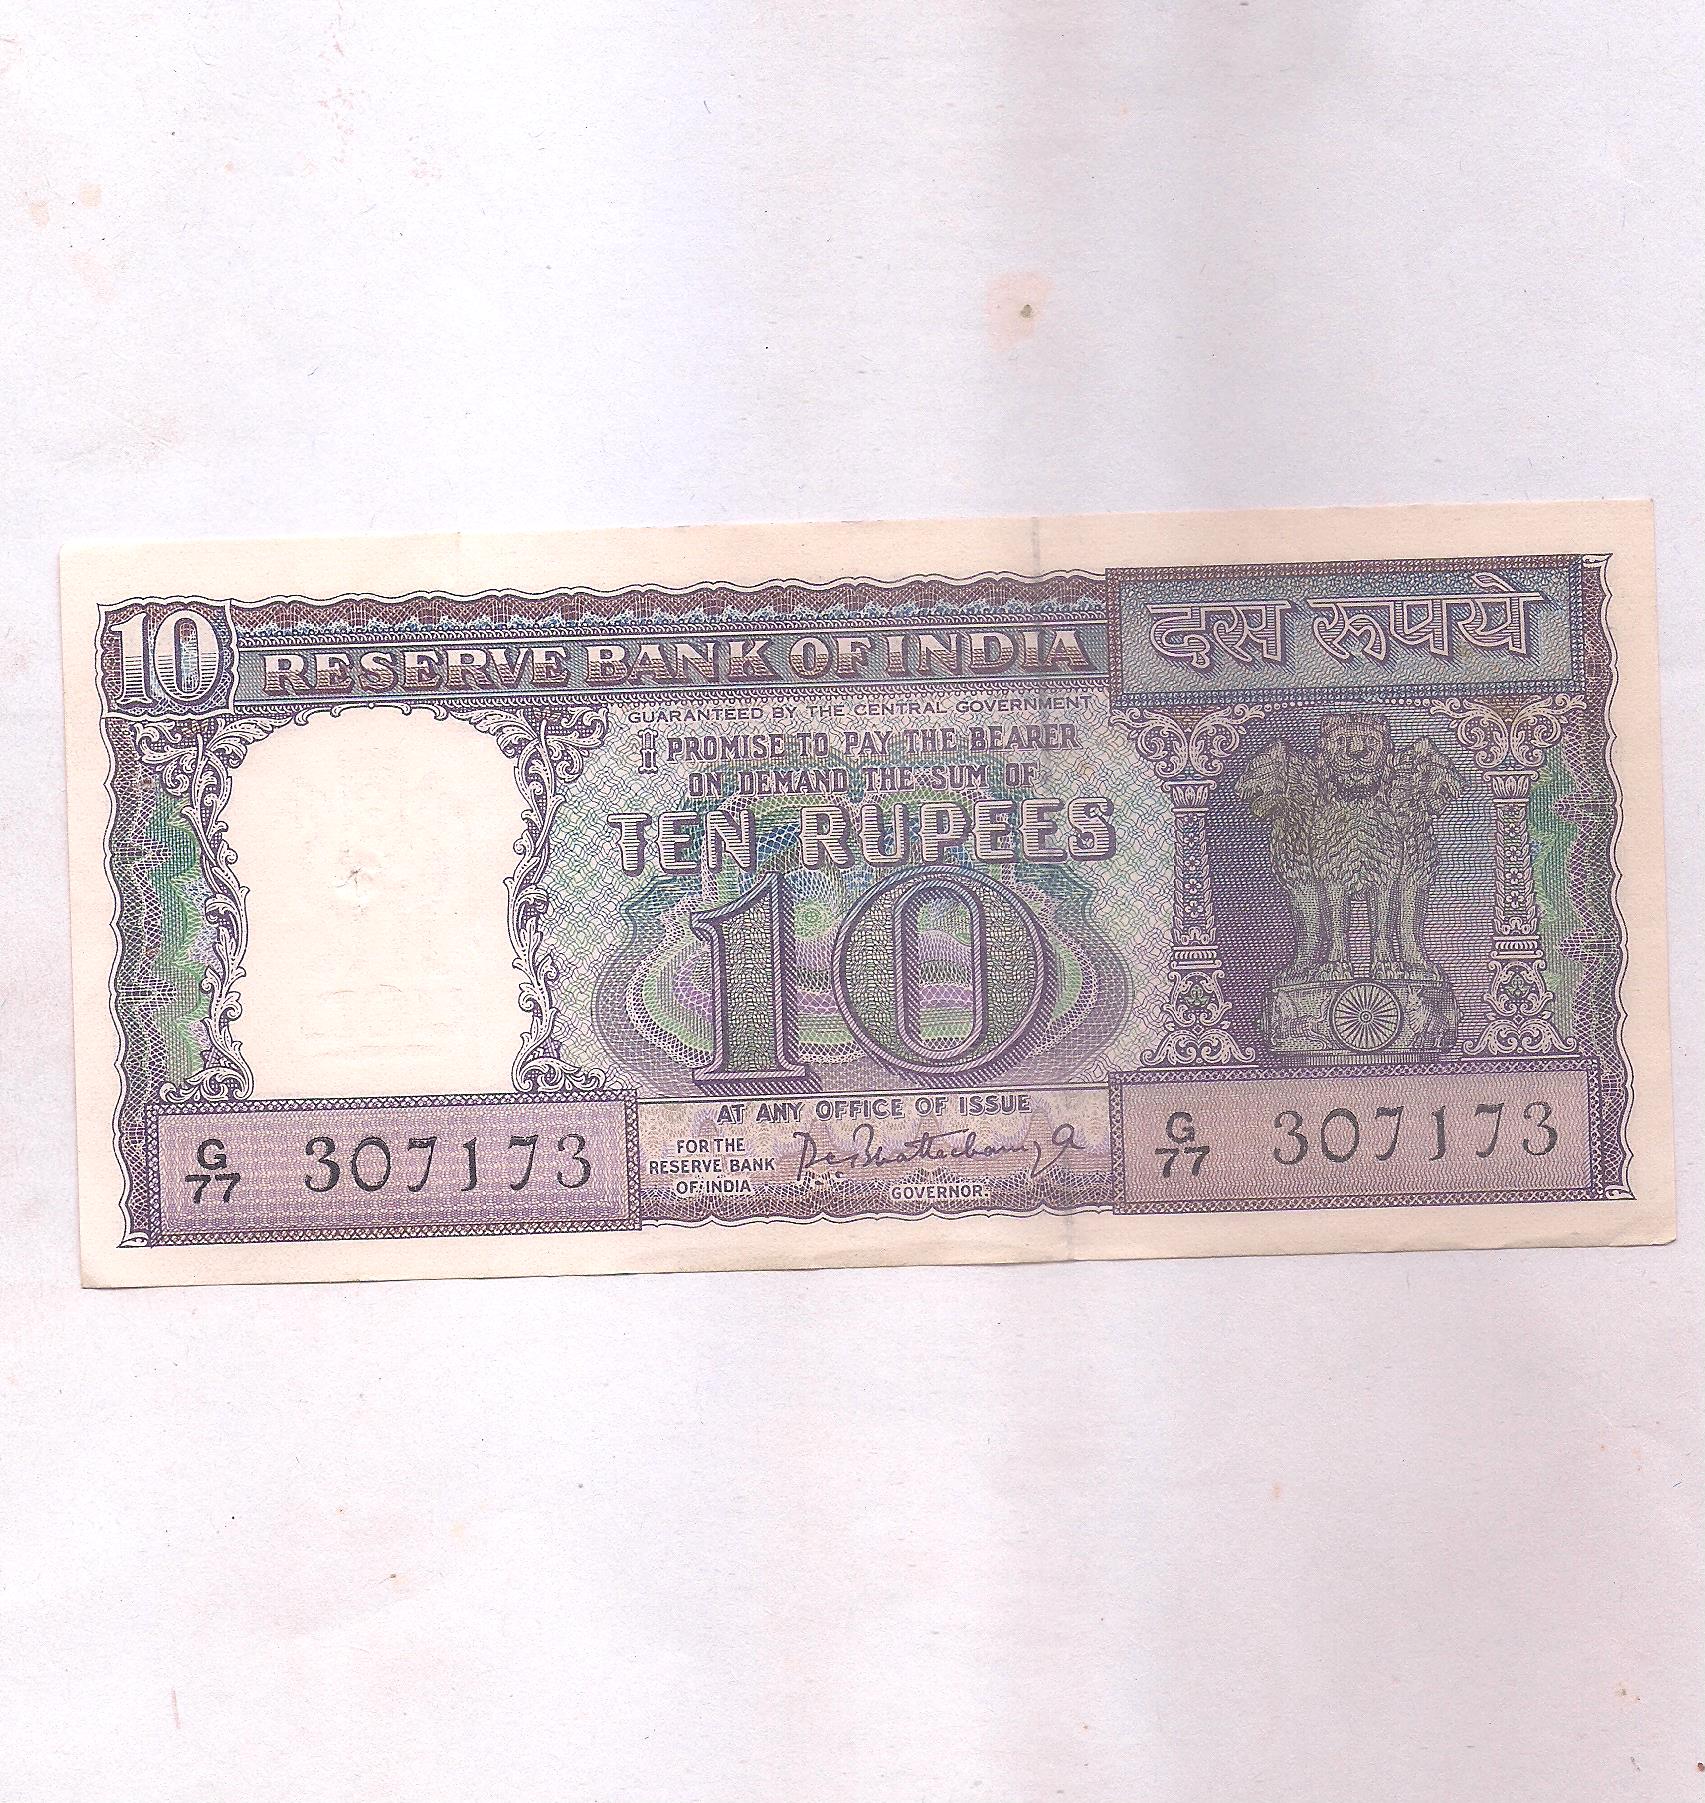 10
RESERVE BANK OF INDIA
दस रूपये
GUARANTEED BY THE CENTRAL GOVERNMENT
I PROMISE TO PAY THE BEARER
ON DEMAND THE SUM OF
TEN RUPEES
10
AT ANY OFFICE OF ISSUE
FOR THE
RESERVE BANK
OF INDIA
P C Bhattacharyya
GOVERNOR.
G/77 307173
G/77 307173